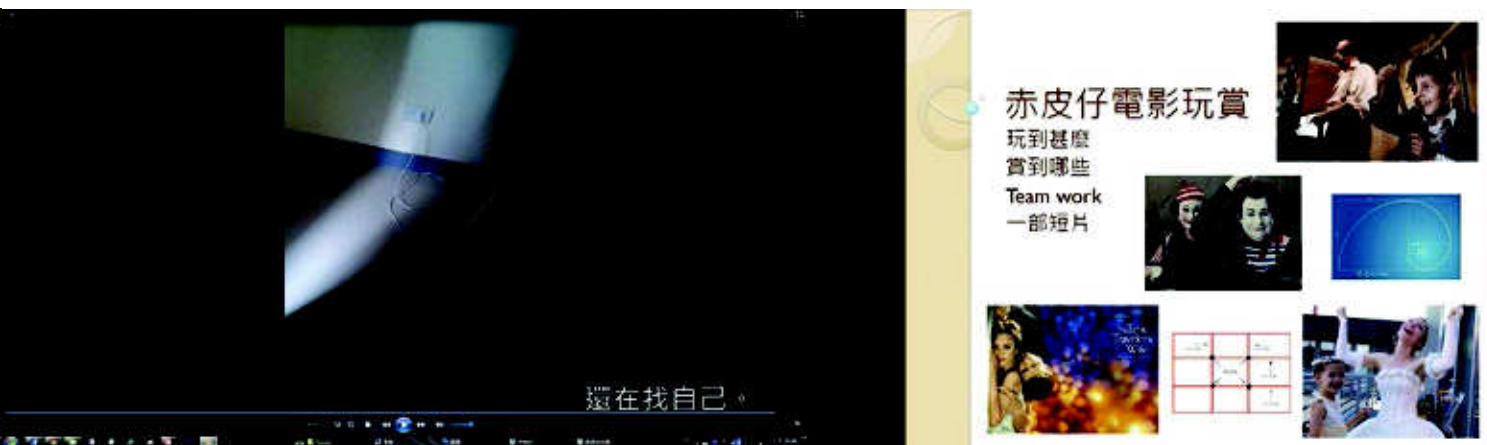 還在找自己。
赤皮仔電影玩賞
玩到甚麼
賞到哪些
Team work
一部短片